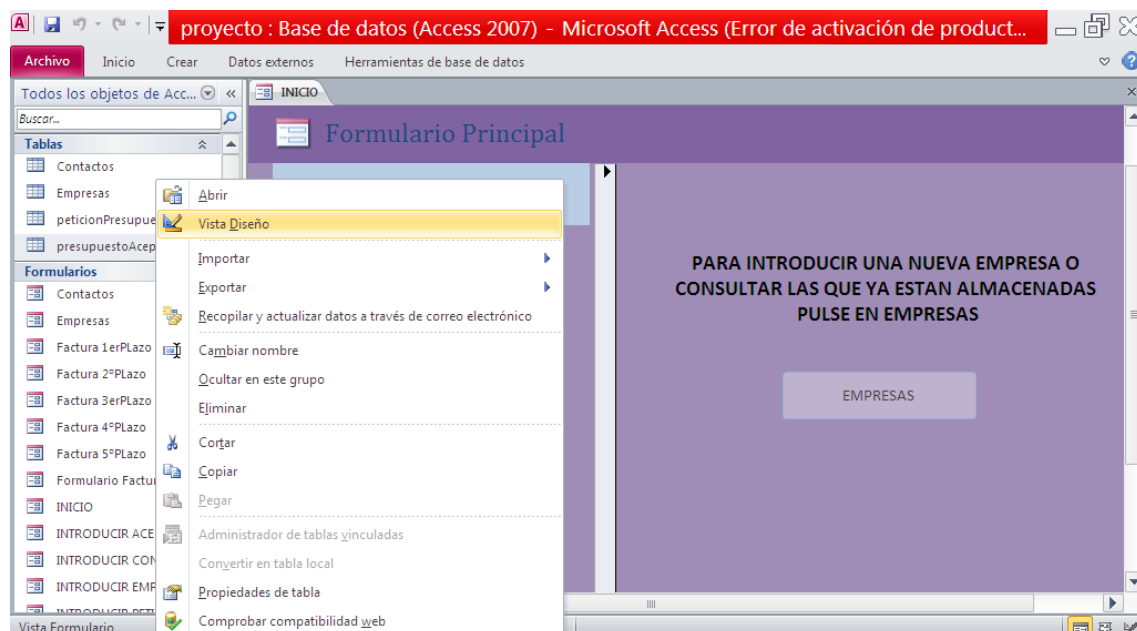 proyecto : Base de datos (Access 2007) - Microsoft Access (Error de activación de product...
Archivo Inicio Crear Datos externos Herramientas de base de datos
Todos los objetos de Acc...
INICIO
Buscar...
Formulario Principal
Tablas
Contactos
Empresas
peticionPresupue
presupuestoAcep
Formularios
Contactos
Empresas
Factura 1erPLazo
Factura 2ºPLazo
Factura 3erPLazo
Factura 4ºPLazo
Factura 5ºPLazo
Formulario Factu
INICIO
INTRODUCIR ACE
INTRODUCIR CON
INTRODUCIR EMP
INTRODUCIR PETI
Vista Formulario
Abrir
Vista Diseño
Importar
Exportar
Recopilar y actualizar datos a través de correo electrónico
Cambiar nombre
Ocultar en este grupo
Eliminar
Cortar
Copiar
Pegar
Administrador de tablas vinculadas
Convertir en tabla local
Propiedades de tabla
Comprobar compatibilidad web
PARA INTRODUCIR UNA NUEVA EMPRESA O
CONSULTAR LAS QUE YA ESTAN ALMACENADAS
PULSE EN EMPRESAS
EMPRESAS